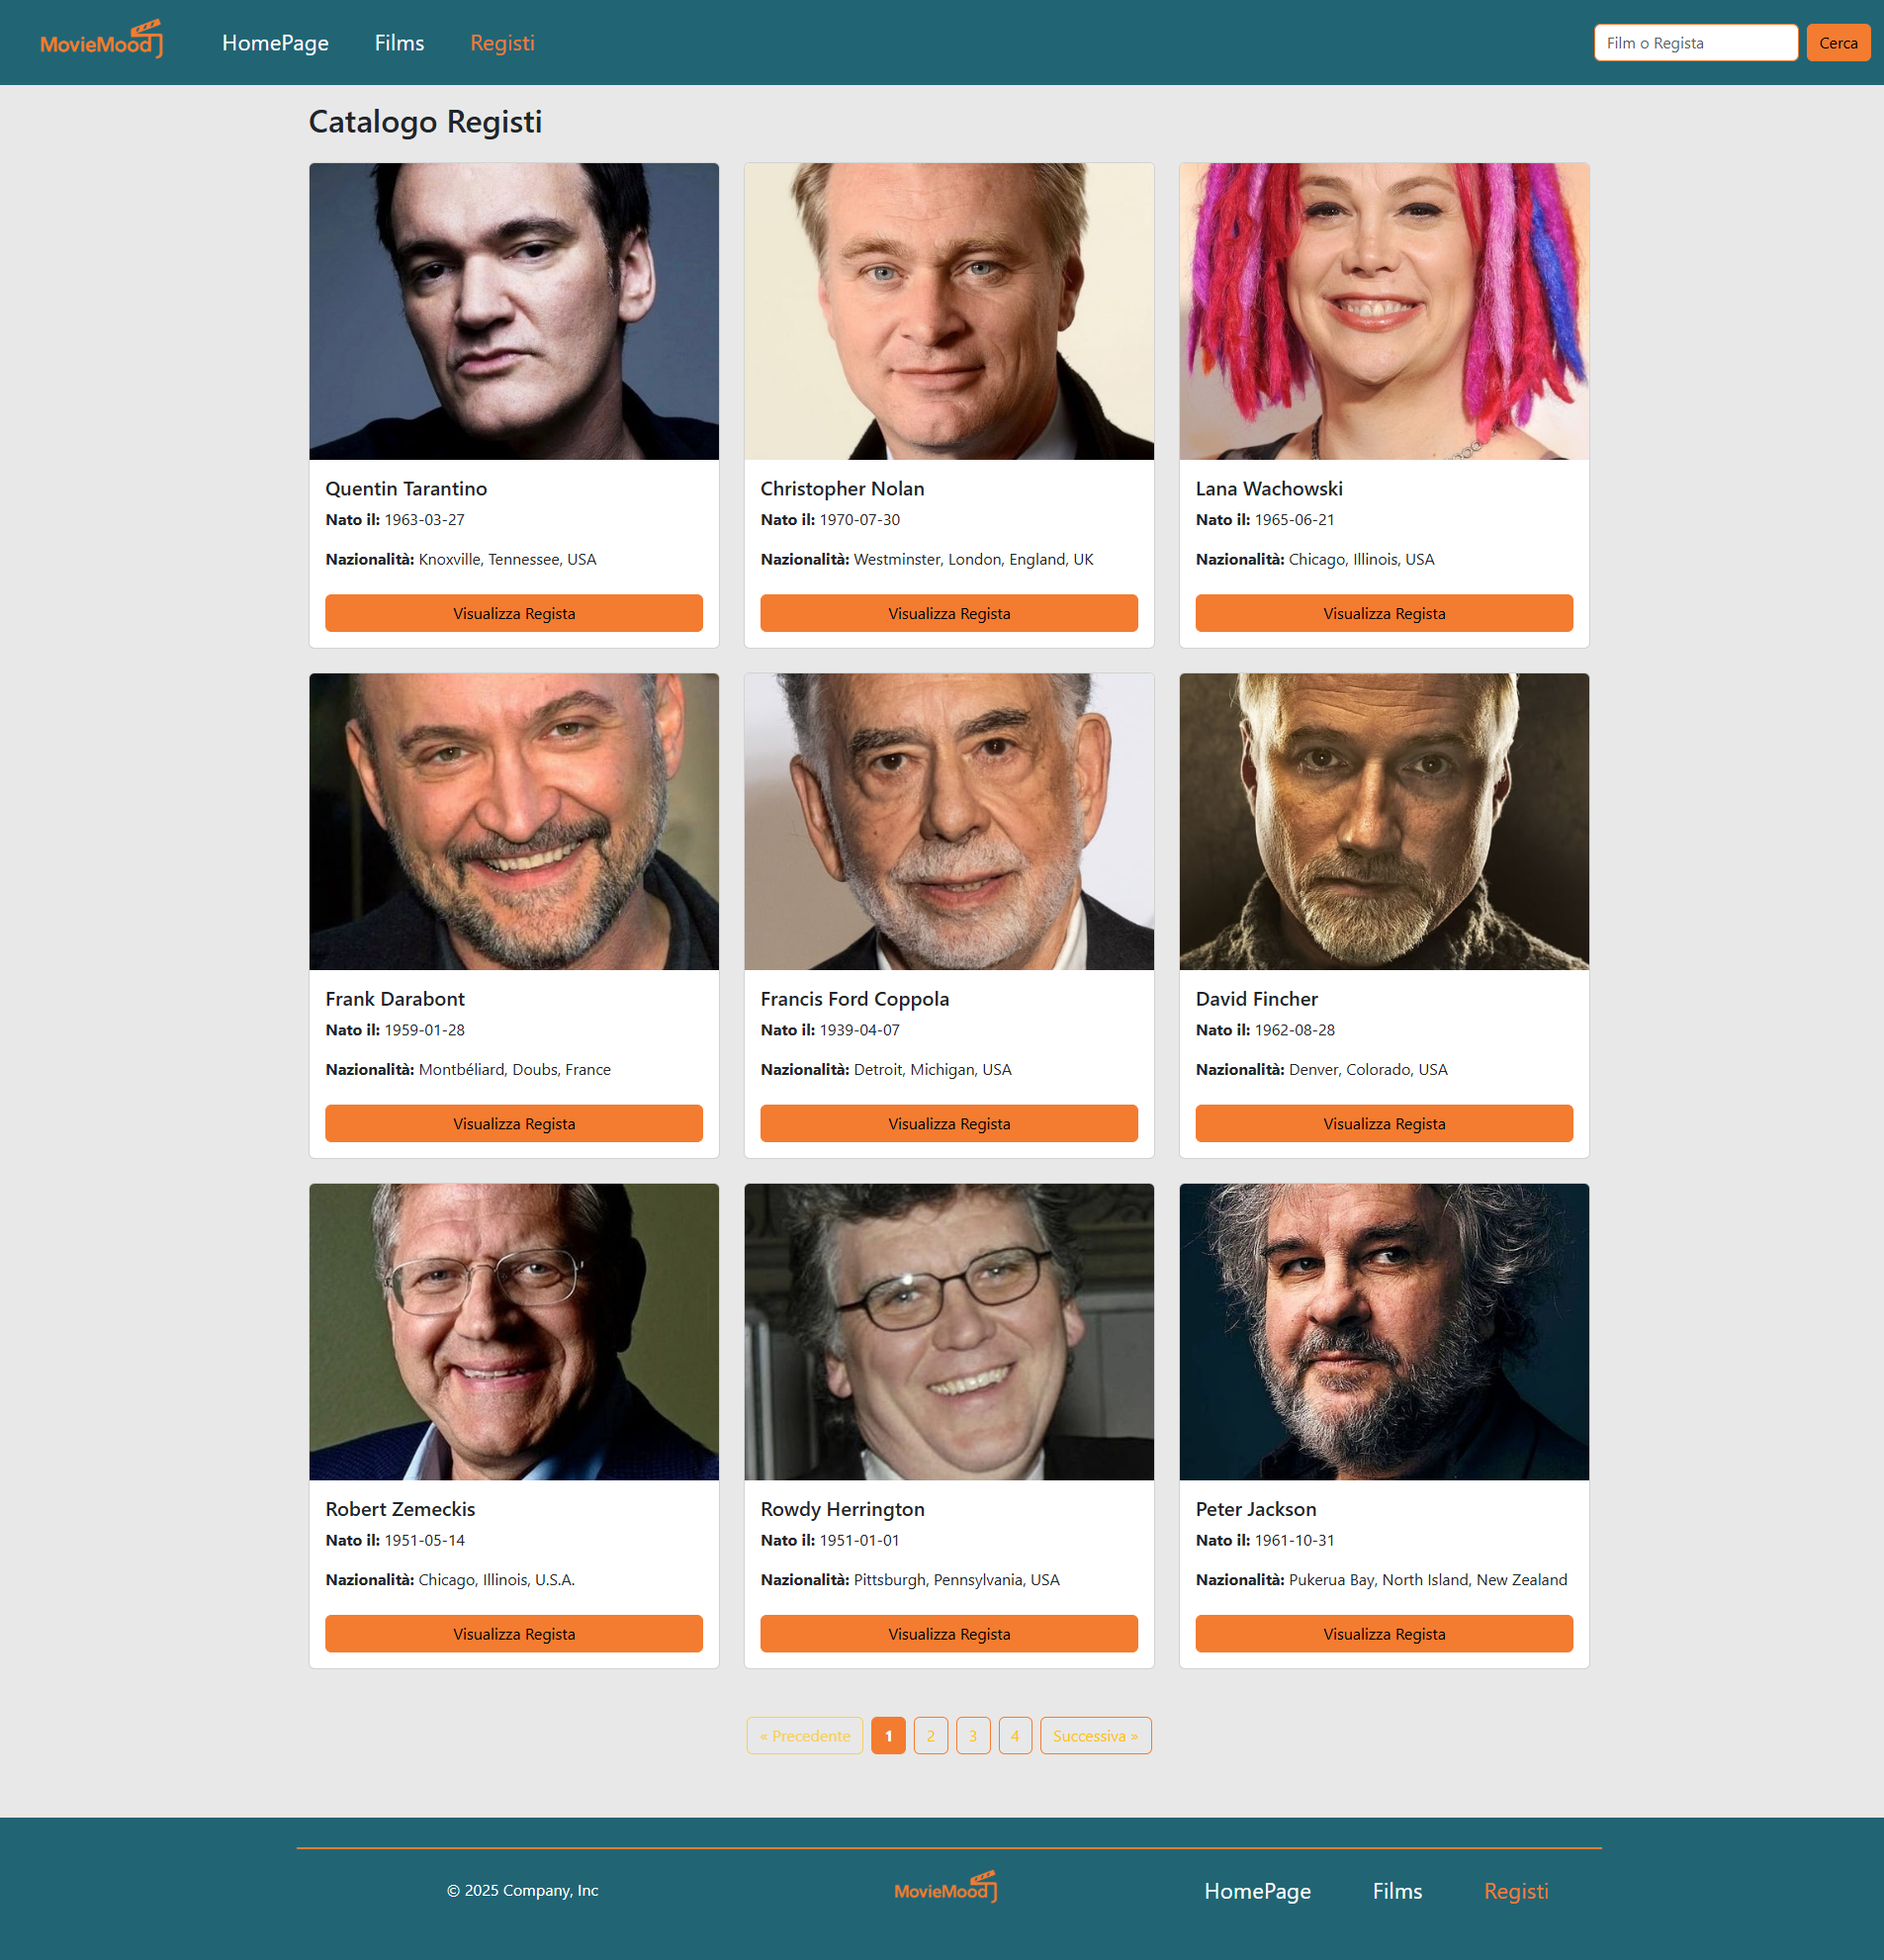 MovieMood
HomePage
Films
Registi
Film o Regista
Cerca
Catalogo Registi
Quentin Tarantino
Nato il: 1963-03-27
Nazionalità: Knoxville, Tennessee, USA
Visualizza Regista
Christopher Nolan
Nato il: 1970-07-30
Nazionalità: Westminster, London, England, UK
Visualizza Regista
Lana Wachowski
Nato il: 1965-06-21
Nazionalità: Chicago, Illinois, USA
Visualizza Regista
Frank Darabont
Nato il: 1959-01-28
Nazionalità: Montbéliard, Doubs, France
Visualizza Regista
Francis Ford Coppola
Nato il: 1939-04-07
Nazionalità: Detroit, Michigan, USA
Visualizza Regista
David Fincher
Nato il: 1962-08-28
Nazionalità: Denver, Colorado, USA
Visualizza Regista
Robert Zemeckis
Nato il: 1951-05-14
Nazionalità: Chicago, Illinois, U.S.A.
Visualizza Regista
Rowdy Herrington
Nato il: 1951-01-01
Nazionalità: Pittsburgh, Pennsylvania, USA
Visualizza Regista
Peter Jackson
Nato il: 1961-10-31
Nazionalità: Pukerua Bay, North Island, New Zealand
Visualizza Regista
« Precedente 1 2 3 4 Successiva »
© 2025 Company, Inc
MovieMood
HomePage
Films
Registi